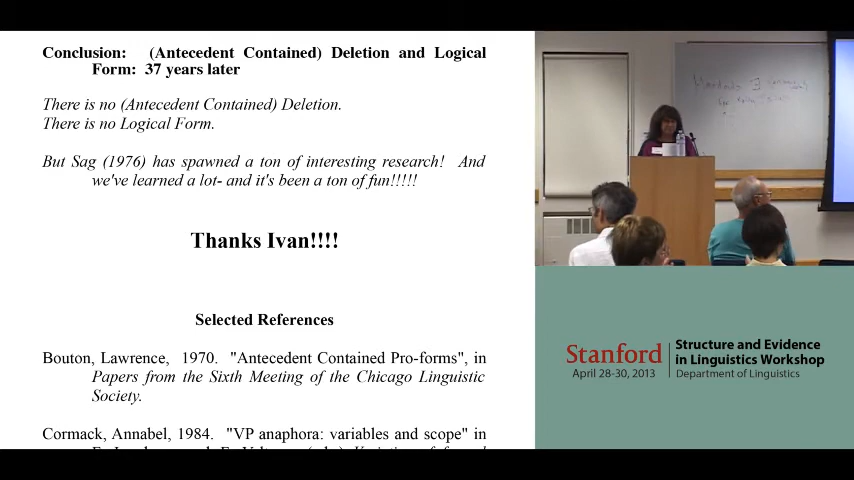 Conclusion: (Antecedent Contained) Deletion and Logical
Form: 37 years later
There is no (Antecedent Contained) Deletion.
There is no Logical Form.
But Sag (1976) has spawned a ton of interesting research! And
we've learned a lot- and it's been a ton of fun!!!!!
Thanks Ivan!!!!
Selected References
Bouton, Lawrence, 1970. "Antecedent Contained Pro-forms", in
Papers from the Sixth Meeting of the Chicago Linguistic
Society.
Cormack, Annabel, 1984. "VP anaphora: variables and scope" in
Stanford
April 28-30, 2013
Structure and Evidence
in Linguistics Workshop
Department of Linguistics